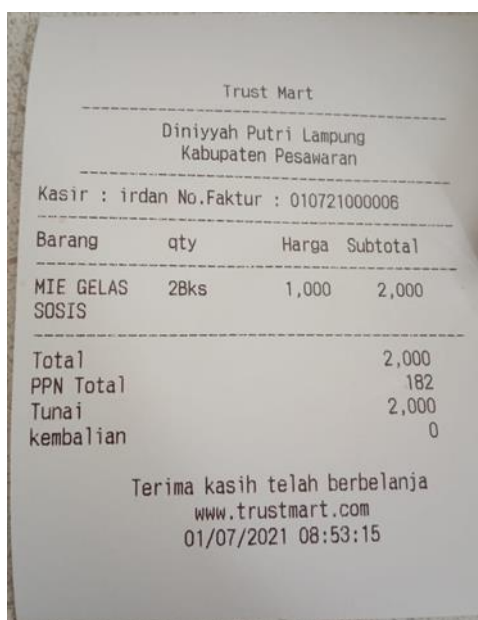 Trust Mart
Diniyyah Putri Lampung
Kabupaten Pesawaran
Kasir : irdan No.Faktur : 010721000006
Barang qty Harga Subtotal
MIE GELAS 2Bks 1,000 2,000
SOSIS
Total 2,000
PPN Total 182
Tunai 2,000
kembalian 0
Terima kasih telah berbelanja
www.trustmart.com
01/07/2021 08:53:15